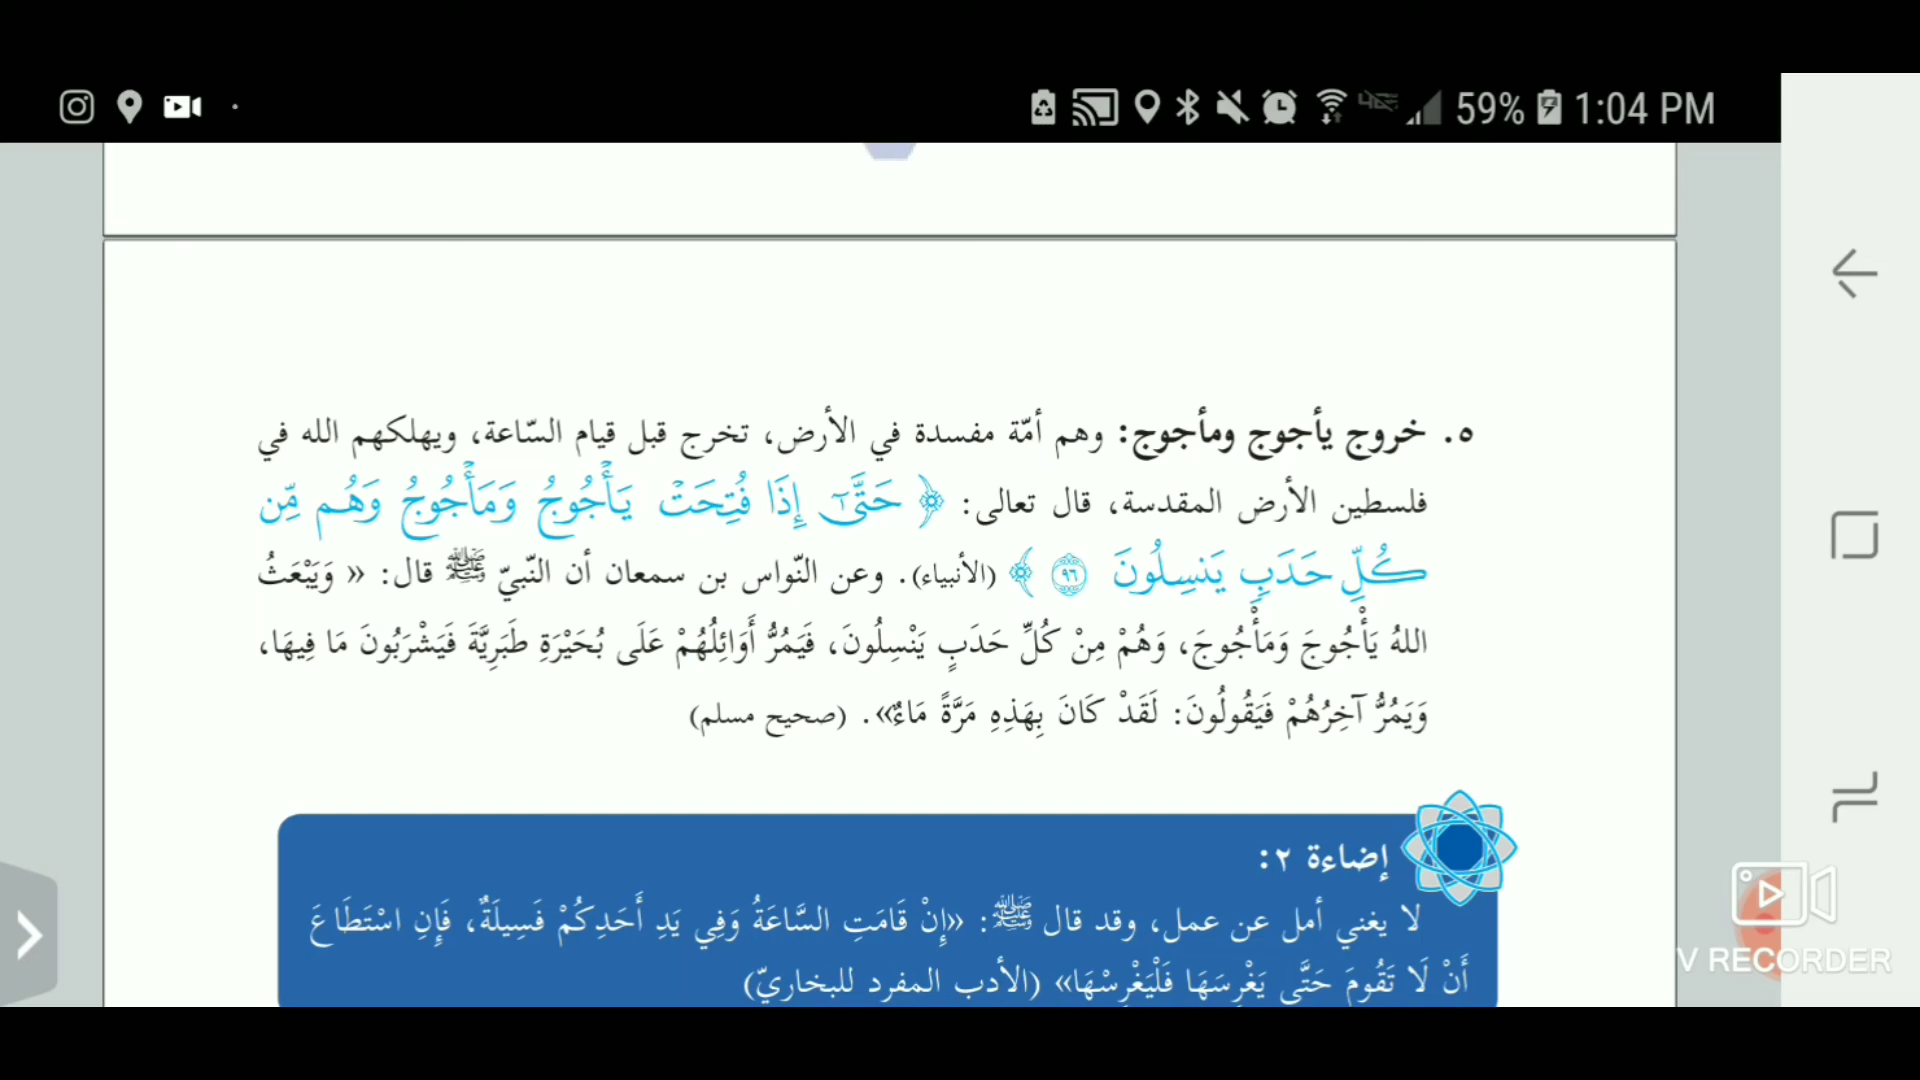 59% 1:04 PM
٥. خروج يأجوج ومأجوج: وهم أمّة مفسدة في الأرض، تخرج قبل قيام السّاعة، ويهلكهم الله في
فلسطين الأرض المقدسة، قال تعالى: ﴿ حَتَّىٰٓ إِذَا فُتِحَتْ يَأْجُوجُ وَمَأْجُوجُ وَهُم مِّن
كُلِّ حَدَبٍ يَنسِلُونَ ٩٦ ﴾ (الأنبياء). وعن النّواس بن سمعان أن النّبيّ ﷺ قال: « وَيَبْعَثُ
اللهُ يَأْجُوجَ وَمَأْجُوجَ، وَهُمْ مِنْ كُلِّ حَدَبٍ يَنْسِلُونَ، فَيَمُرُّ أَوَائِلُهُمْ عَلَى بُحَيْرَةِ طَبَرِيَّةَ فَيَشْرَبُونَ مَا فِيهَا،
وَيَمُرُّ آخِرُهُمْ فَيَقُولُونَ: لَقَدْ كَانَ بِهَذِهِ مَرَّةً مَاءٌ». (صحيح مسلم)
إضاءة ٢:
لا يغني أمل عن عمل، وقد قال ﷺ: «إِنْ قَامَتِ السَّاعَةُ وَفِي يَدِ أَحَدِكُمْ فَسِيلَةٌ، فَإِنِ اسْتَطَاعَ
أَنْ لَا تَقُومَ حَتَّى يَغْرِسَهَا فَلْيَغْرِسْهَا» (الأدب المفرد للبخاريّ)
V RECORDER